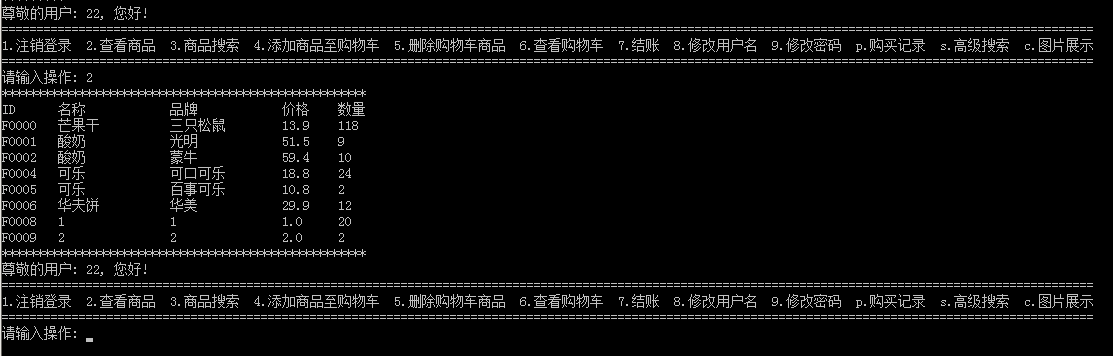 尊敬的用户: 22, 您好!
================================================================================
1.注销登录 2.查看商品 3.商品搜索 4.添加商品至购物车 5.删除购物车商品 6.查看购物车 7.结账 8.修改用户名 9.修改密码 p.购买记录 s.高级搜索 c.图片展示
================================================================================
请输入操作: 2
****************************************************
ID 名称 品牌 价格 数量
F0000 芒果干 三只松鼠 13.9 118
F0001 酸奶 光明 51.5 9
F0002 酸奶 蒙牛 59.4 10
F0004 可乐 可口可乐 18.8 24
F0005 可乐 百事可乐 10.8 2
F0006 华夫饼 华美 29.9 12
F0008 1 1 1.0 20
F0009 2 2 2.0 2
****************************************************
尊敬的用户: 22, 您好!
================================================================================
1.注销登录 2.查看商品 3.商品搜索 4.添加商品至购物车 5.删除购物车商品 6.查看购物车 7.结账 8.修改用户名 9.修改密码 p.购买记录 s.高级搜索 c.图片展示
================================================================================
请输入操作: